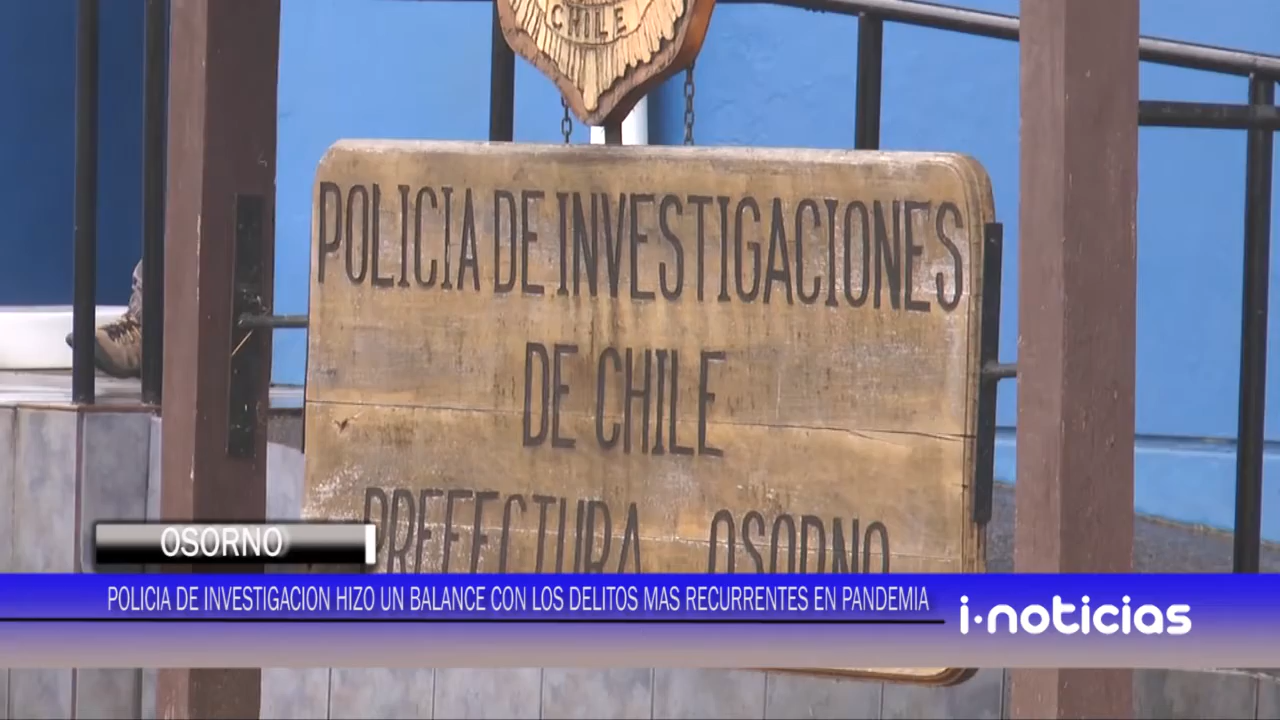 CHILE
POLICIA DE INVESTIGACIONES
DE CHILE
PREFECTURA OSORNO
OSORNO
POLICIA DE INVESTIGACION HIZO UN BALANCE CON LOS DELITOS MAS RECURRENTES EN PANDEMIA
i·noticias